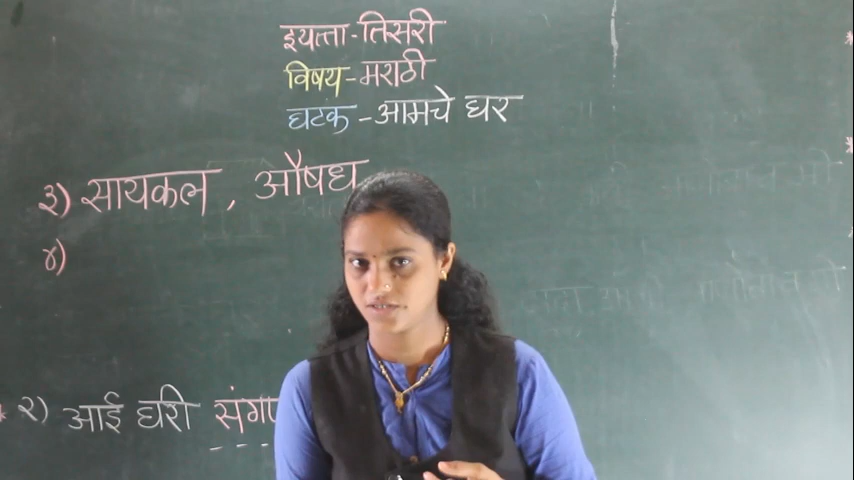 इयत्ता-तिसरी
विषय-मराठी
घटक-आमचे घर
३) सायकल, औषध
४)
* २) आई घरी